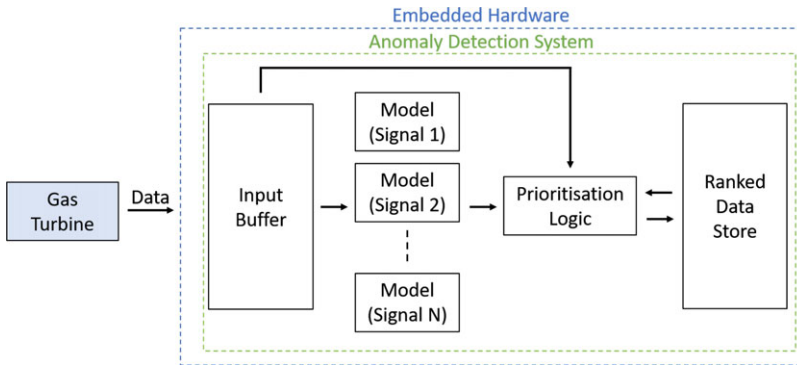 Embedded Hardware
Anomaly Detection System
Gas
Turbine
Data
Input
Buffer
Model
(Signal 1)
Model
(Signal 2)
Model
(Signal N)
Prioritisation
Logic
Ranked
Data
Store